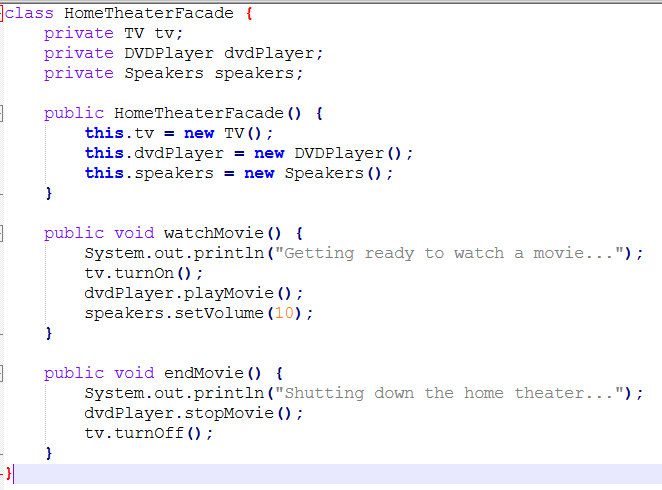 class HomeTheaterFacade {
    private TV tv;
    private DVDPlayer dvdPlayer;
    private Speakers speakers;

    public HomeTheaterFacade() {
        this.tv = new TV();
        this.dvdPlayer = new DVDPlayer();
        this.speakers = new Speakers();
    }

    public void watchMovie() {
        System.out.println("Getting ready to watch a movie...");
        tv.turnOn();
        dvdPlayer.playMovie();
        speakers.setVolume(10);
    }

    public void endMovie() {
        System.out.println("Shutting down the home theater...");
        dvdPlayer.stopMovie();
        tv.turnOff();
    }
}